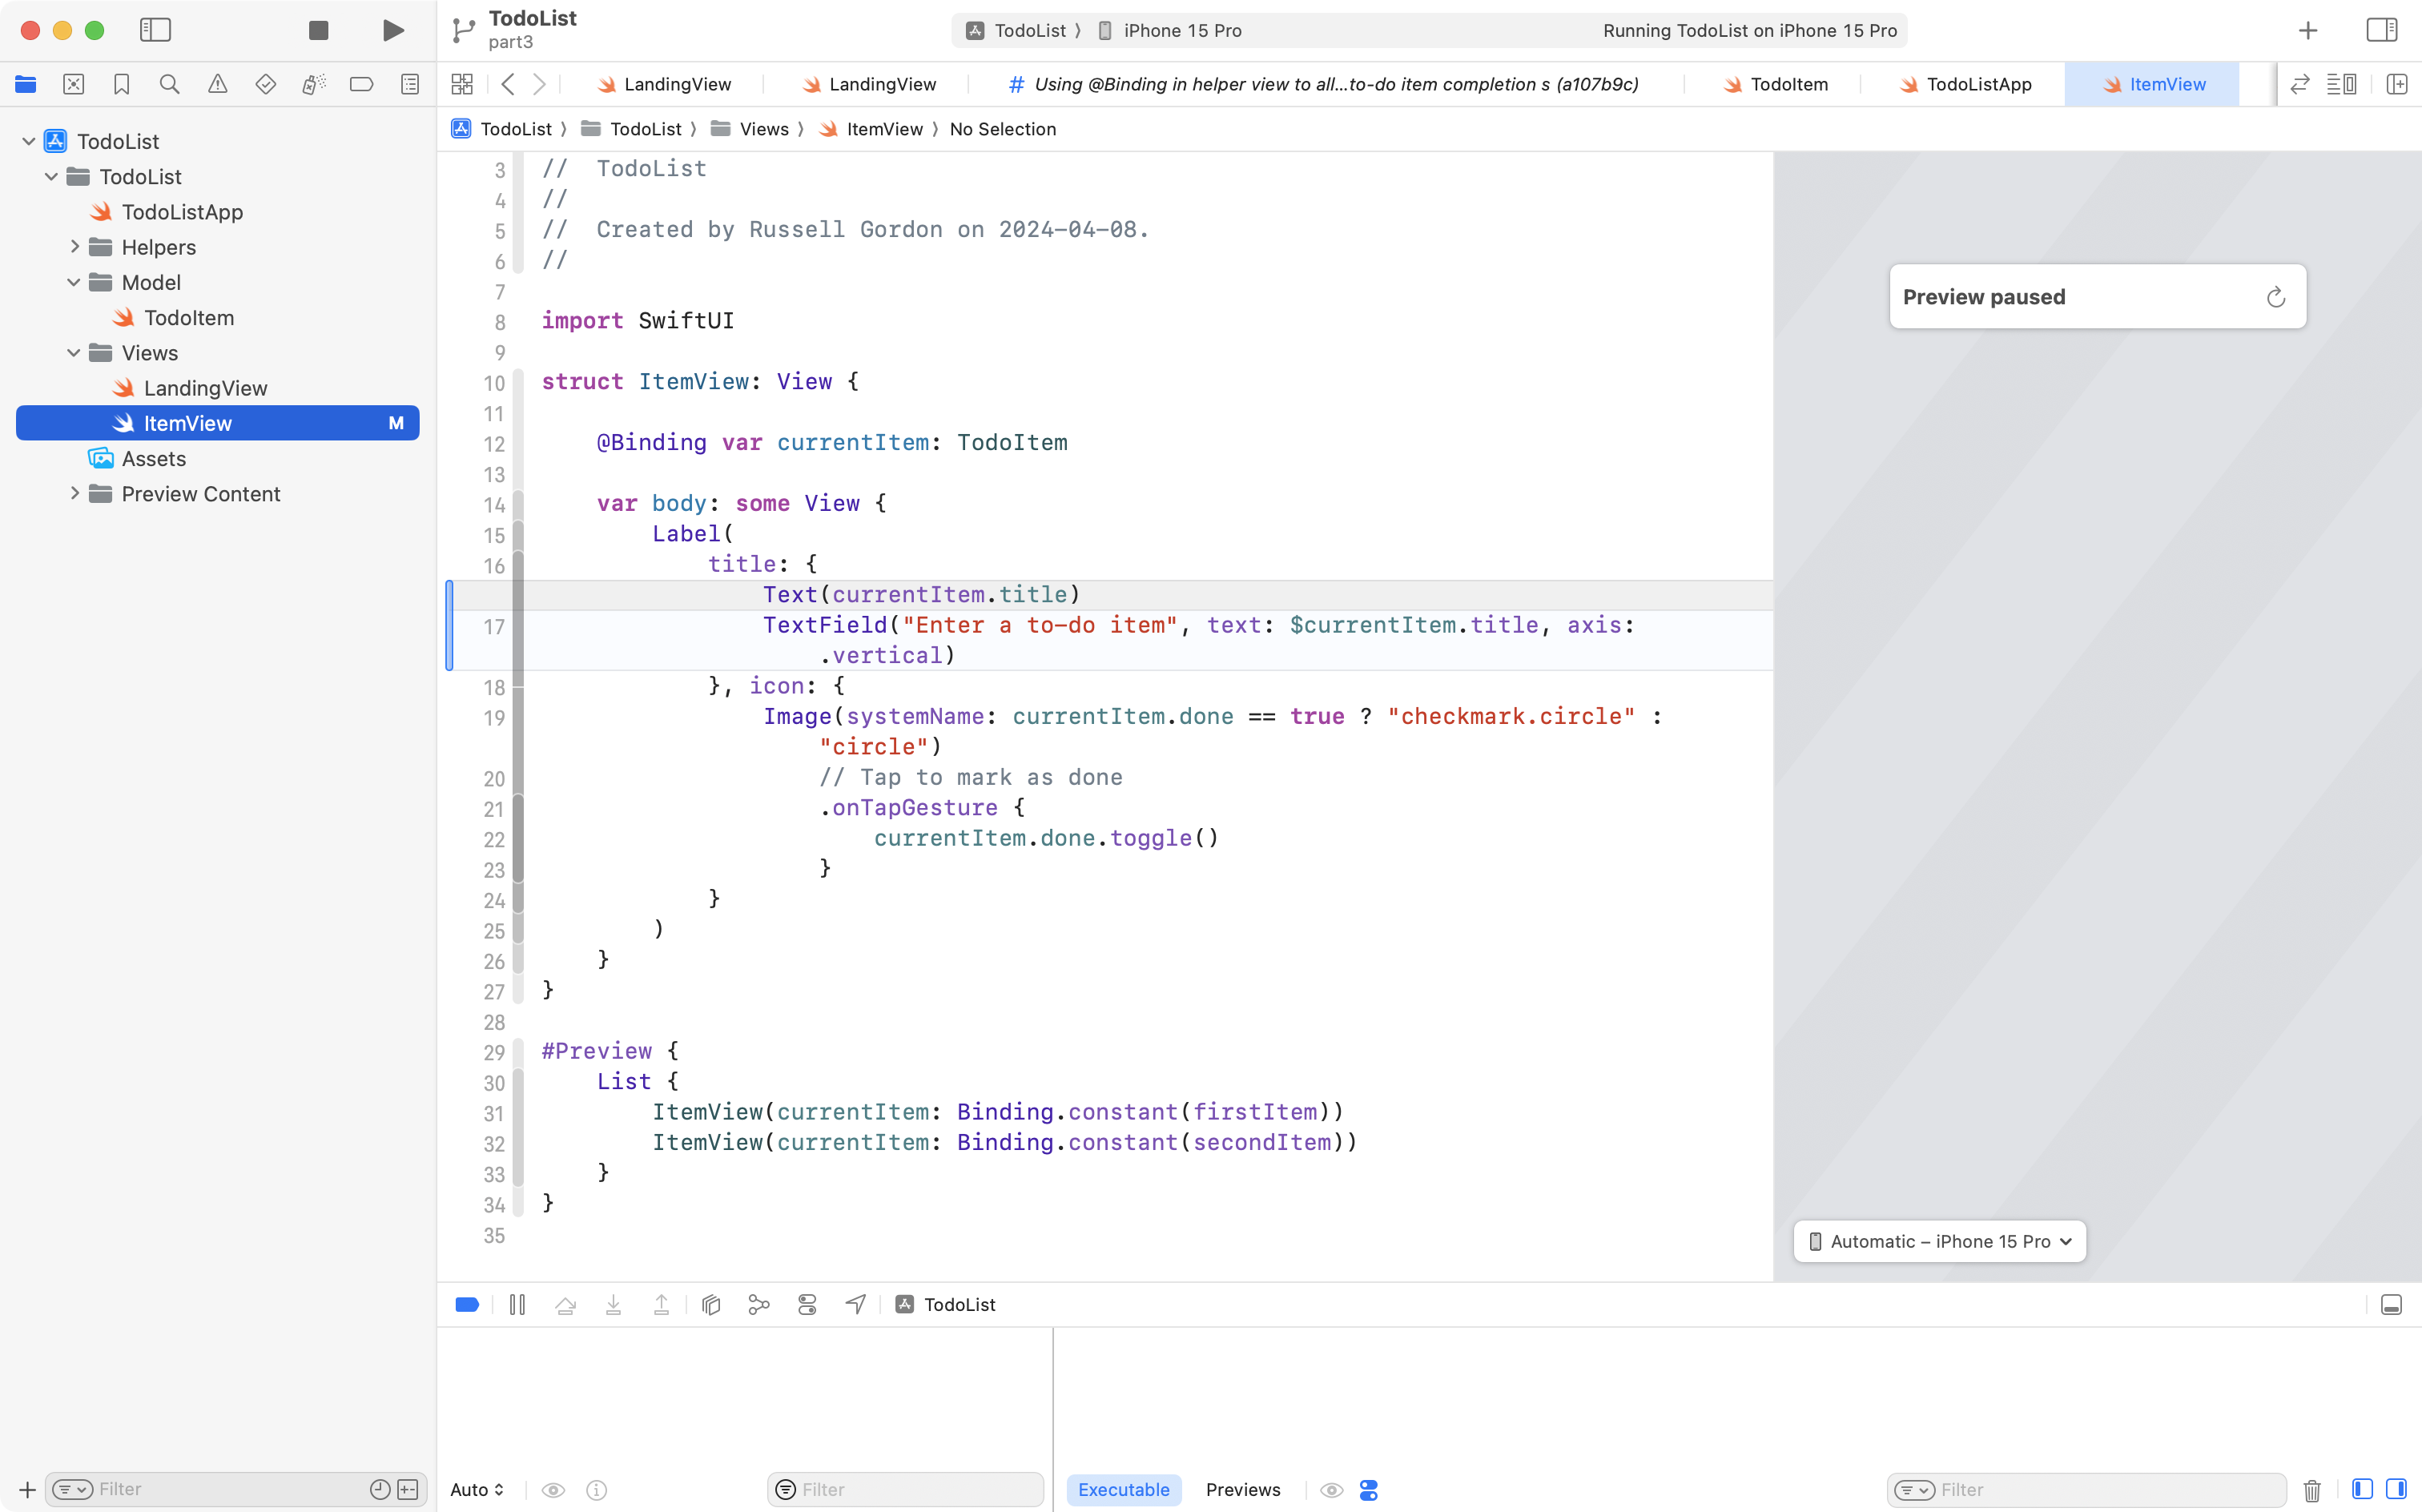 TodoList
part3
TodoList 〉 iPhone 15 Pro
Running TodoList on iPhone 15 Pro
LandingView
LandingView
# Using @Binding in helper view to all...to-do item completion s (a107b9c)
TodoItem
TodoListApp
ItemView
TodoList 〉 TodoList 〉 Views 〉 ItemView 〉 No Selection
TodoList
TodoList
TodoListApp
Helpers
Model
TodoItem
Views
LandingView
ItemView M
Assets
Preview Content
3 //  TodoList
4 //
5 //  Created by Russell Gordon on 2024-04-08.
6 //
7
8 import SwiftUI
9
10 struct ItemView: View {
11
12     @Binding var currentItem: TodoItem
13
14     var body: some View {
15         Label(
16             title: {
                Text(currentItem.title)
17                 TextField("Enter a to-do item", text: $currentItem.title, axis:
                    .vertical)
18             }, icon: {
19                 Image(systemName: currentItem.done == true ? "checkmark.circle" :
                    "circle")
20                     // Tap to mark as done
21                     .onTapGesture {
22                         currentItem.done.toggle()
23                     }
24             }
25         )
26     }
27 }
28
29 #Preview {
30     List {
31         ItemView(currentItem: Binding.constant(firstItem))
32         ItemView(currentItem: Binding.constant(secondItem))
33     }
34 }
35
Preview paused
Automatic – iPhone 15 Pro
TodoList
Filter
Auto
Filter
Executable
Previews
Filter